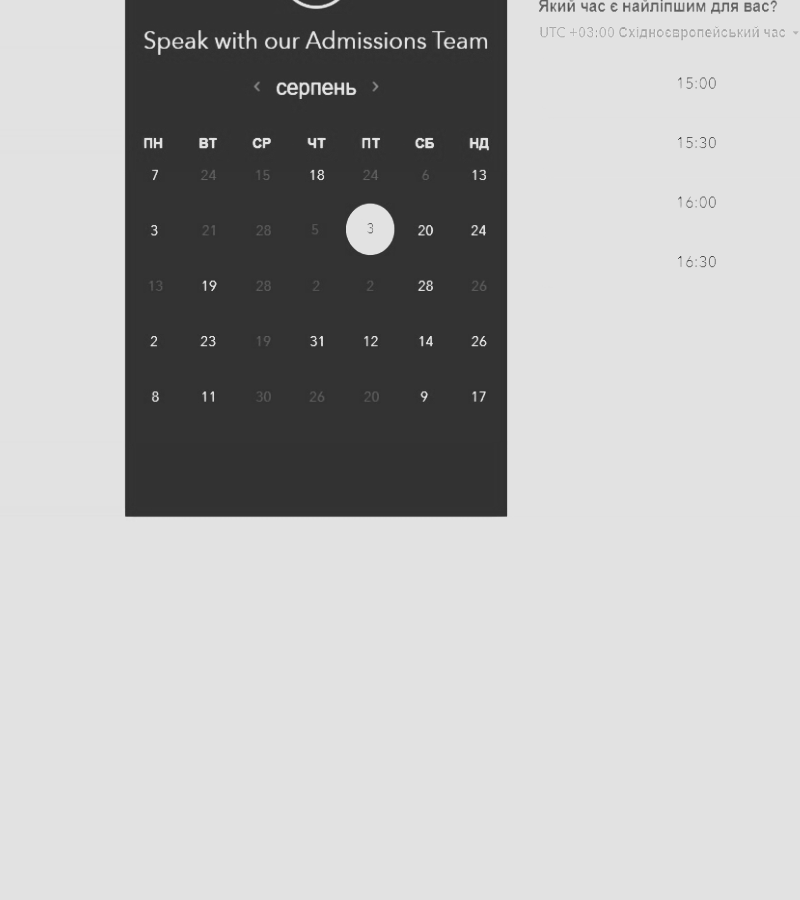 Speak with our Admissions Team
‹ серпень ›
ПН ВТ СР ЧТ ПТ СБ НД
7 24 15 18 24 6 13
3 21 28 5 3 20 24
13 19 28 2 2 28 26
2 23 19 31 12 14 26
8 11 30 26 20 9 17
Який час є найліпшим для вас?
UTC +03:00 Східноєвропейський час
15:00
15:30
16:00
16:30